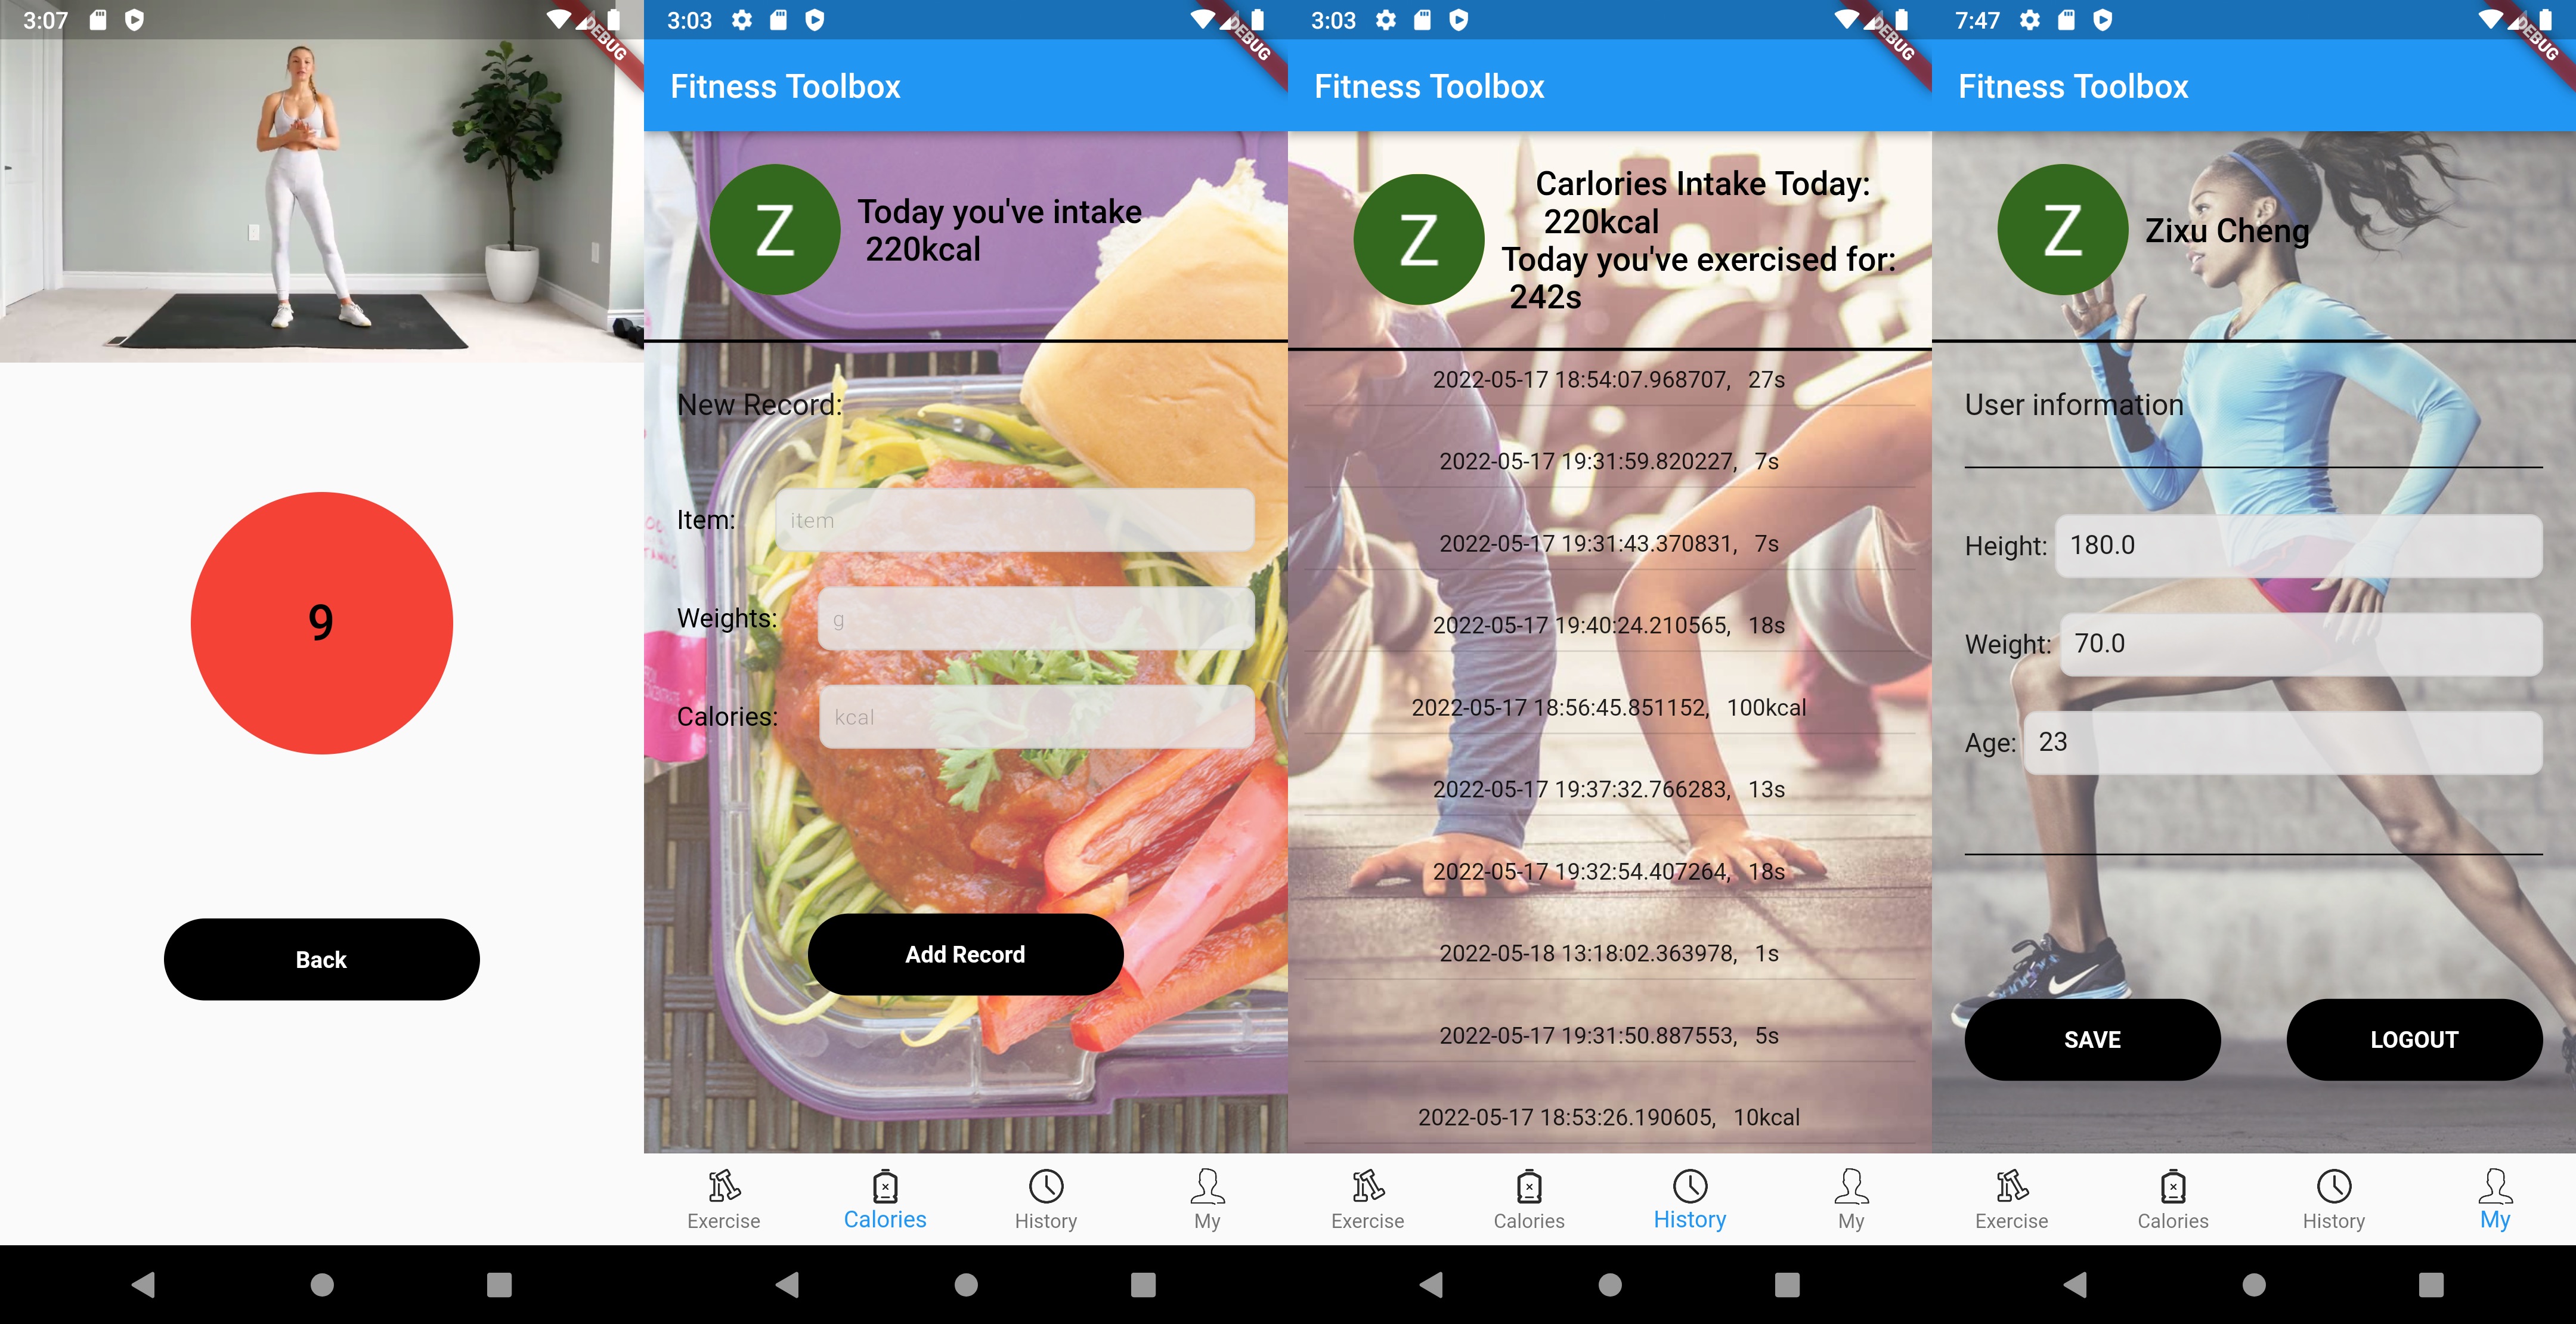 3:07
DEBUG
9
Back
3:03
DEBUG
Fitness Toolbox
Z
Today you've intake
220kcal
New Record:
Item: item
Weights: g
Calories: kcal
Add Record
Exercise Calories History My
3:03
DEBUG
Fitness Toolbox
Z
Carlories Intake Today:
220kcal
Today you've exercised for:
242s
2022-05-17 18:54:07.968707, 27s
2022-05-17 19:31:59.820227, 7s
2022-05-17 19:31:43.370831, 7s
2022-05-17 19:40:24.210565, 18s
2022-05-17 18:56:45.851152, 100kcal
2022-05-17 19:37:32.766283, 13s
2022-05-17 19:32:54.407264, 18s
2022-05-18 13:18:02.363978, 1s
2022-05-17 19:31:50.887553, 5s
2022-05-17 18:53:26.190605, 10kcal
Exercise Calories History My
7:47
DEBUG
Fitness Toolbox
Z
Zixu Cheng
User information
Height: 180.0
Weight: 70.0
Age: 23
SAVE LOGOUT
Exercise Calories History My